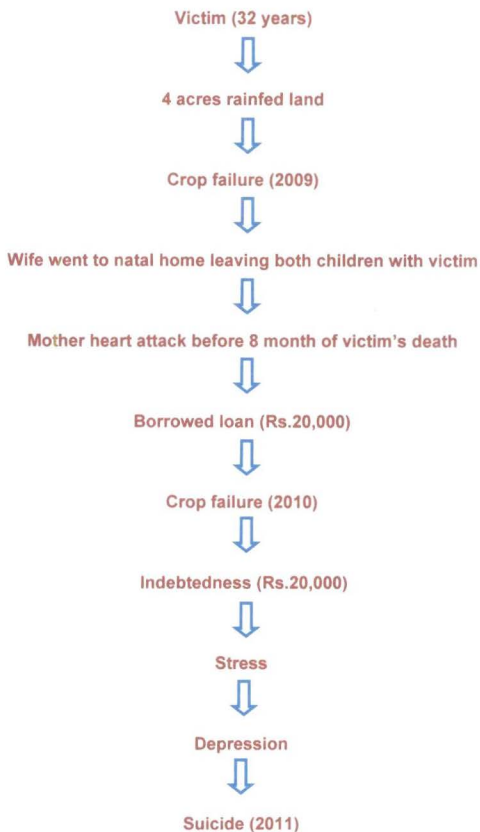 Victim (32 years)
4 acres rainfed land
Crop failure (2009)
Wife went to natal home leaving both children with victim
Mother heart attack before 8 month of victim's death
Borrowed loan (Rs.20,000)
Crop failure (2010)
Indebtedness (Rs.20,000)
Stress
Depression
Suicide (2011)